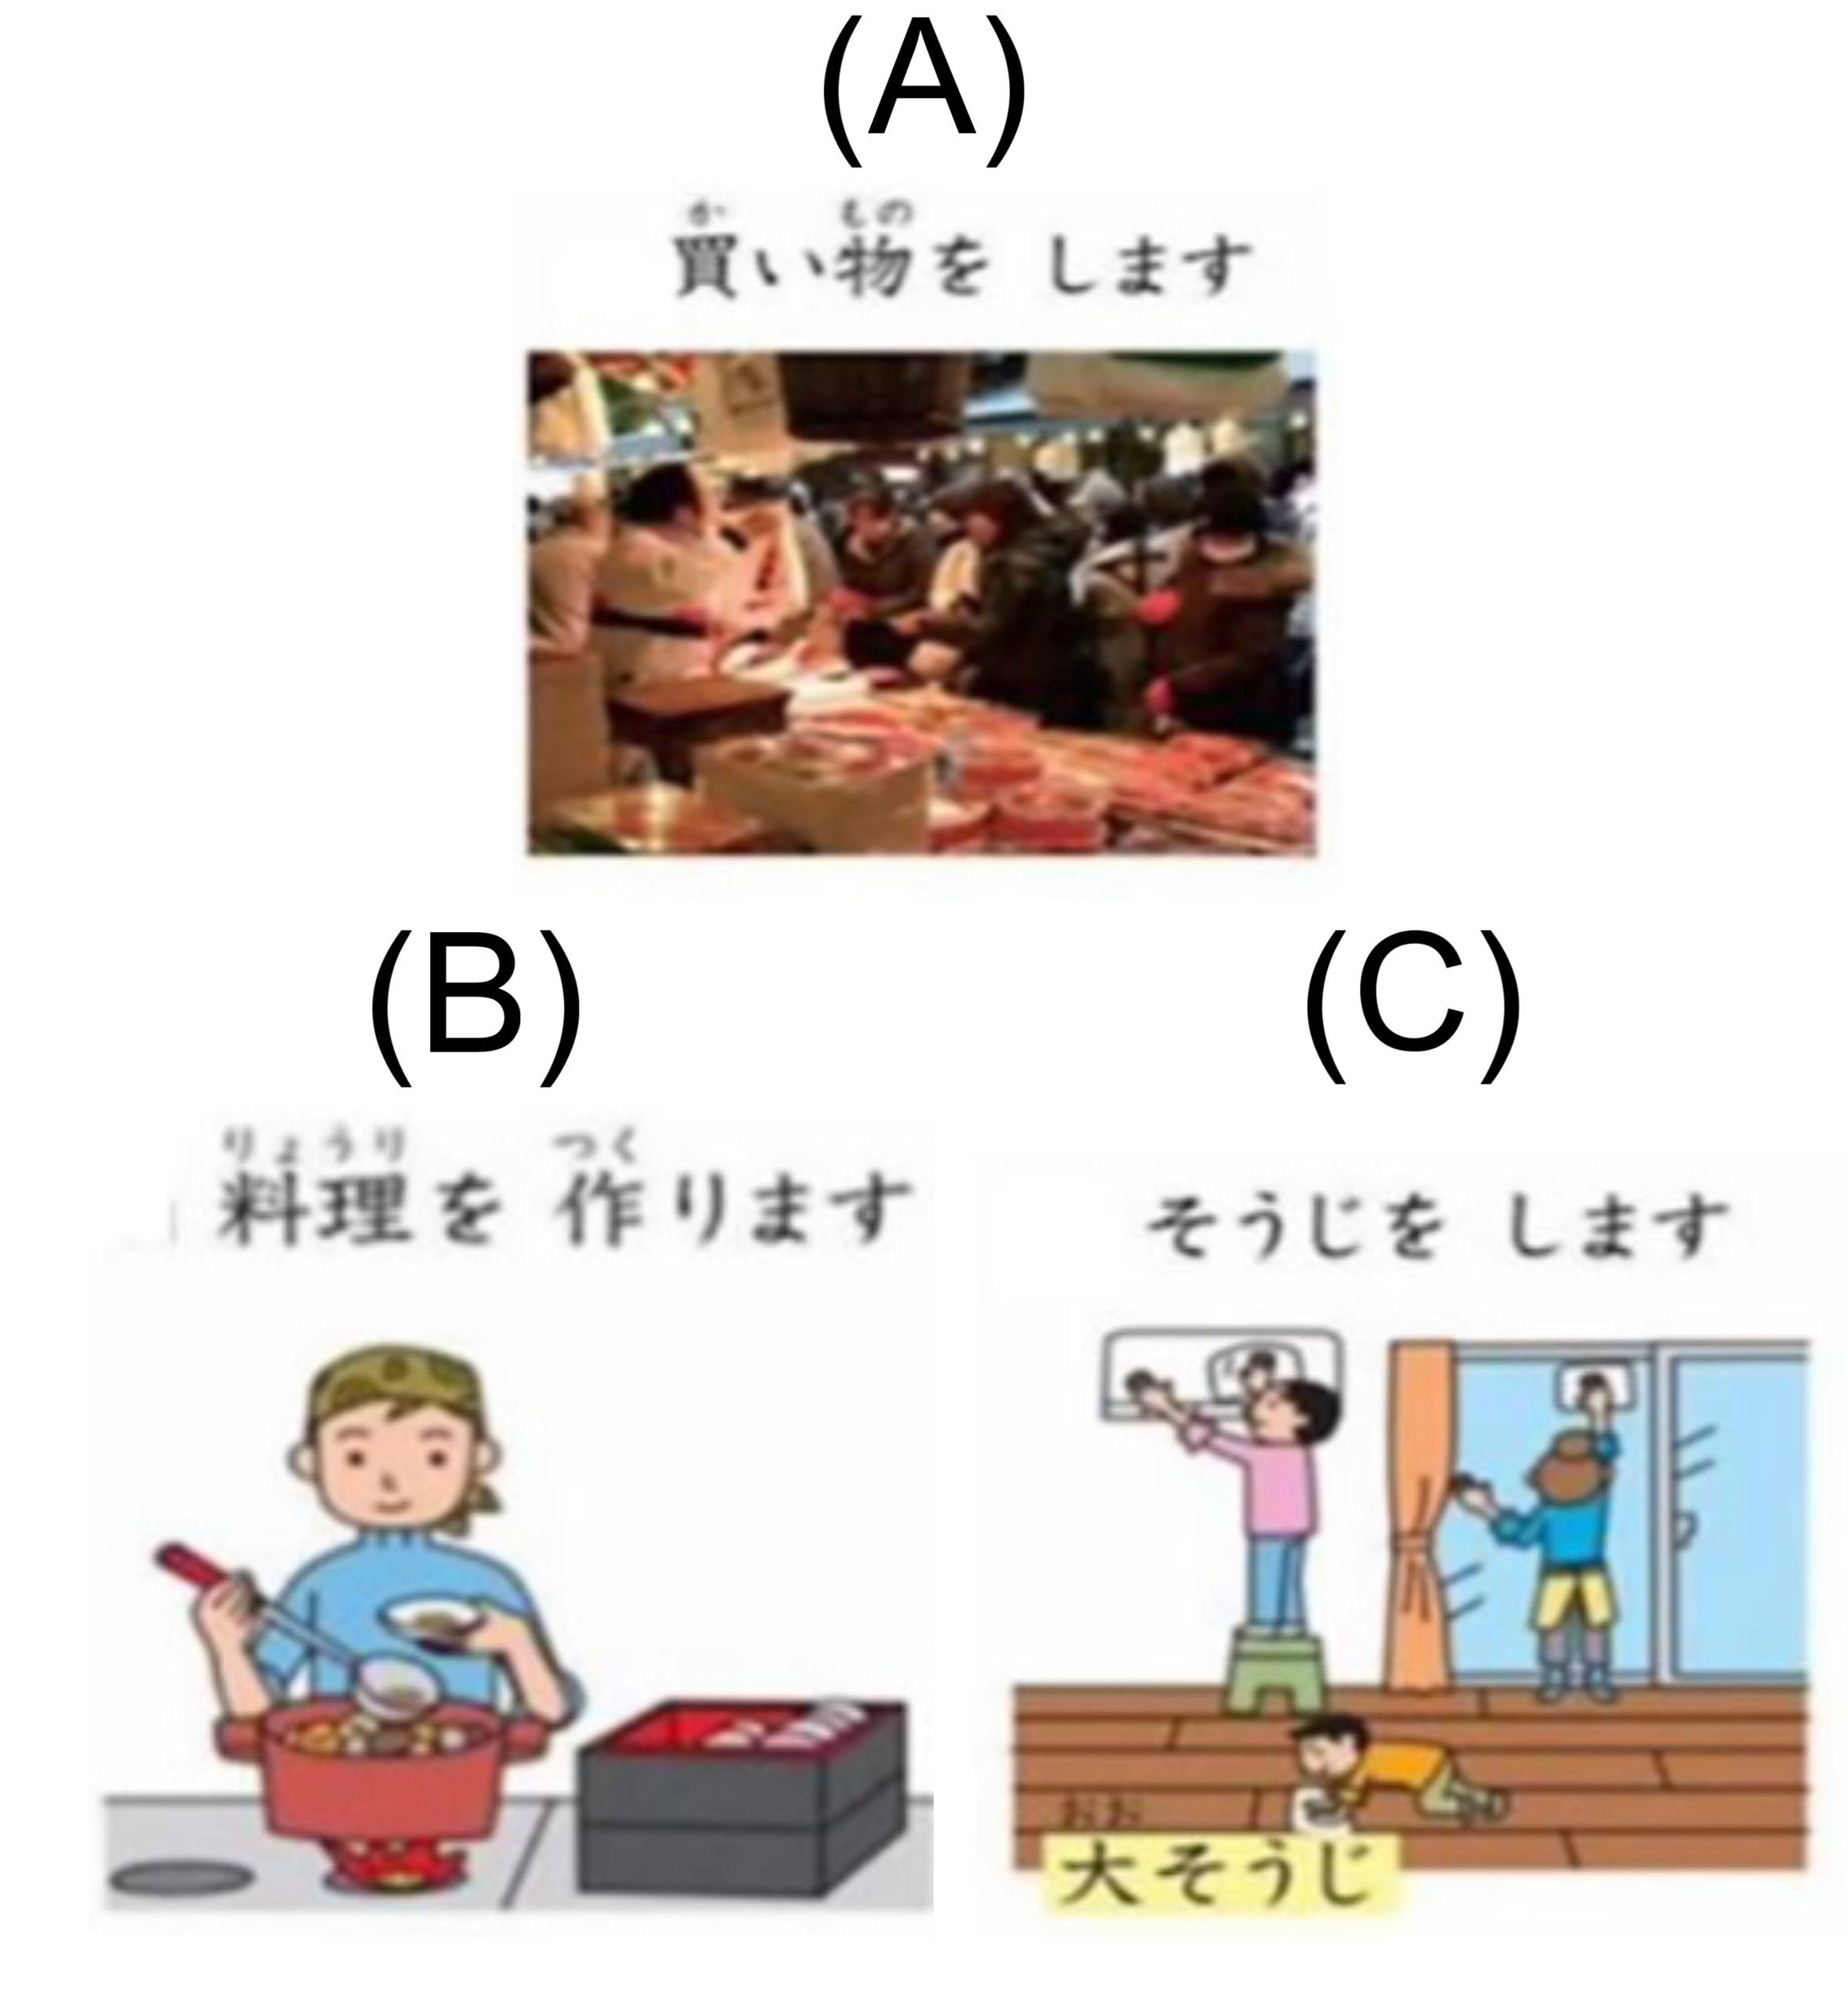 (A)
か もの
買い物を します
(B)
りょうり つく
料理を 作ります
(C)
そうじを します
おお
大そうじ